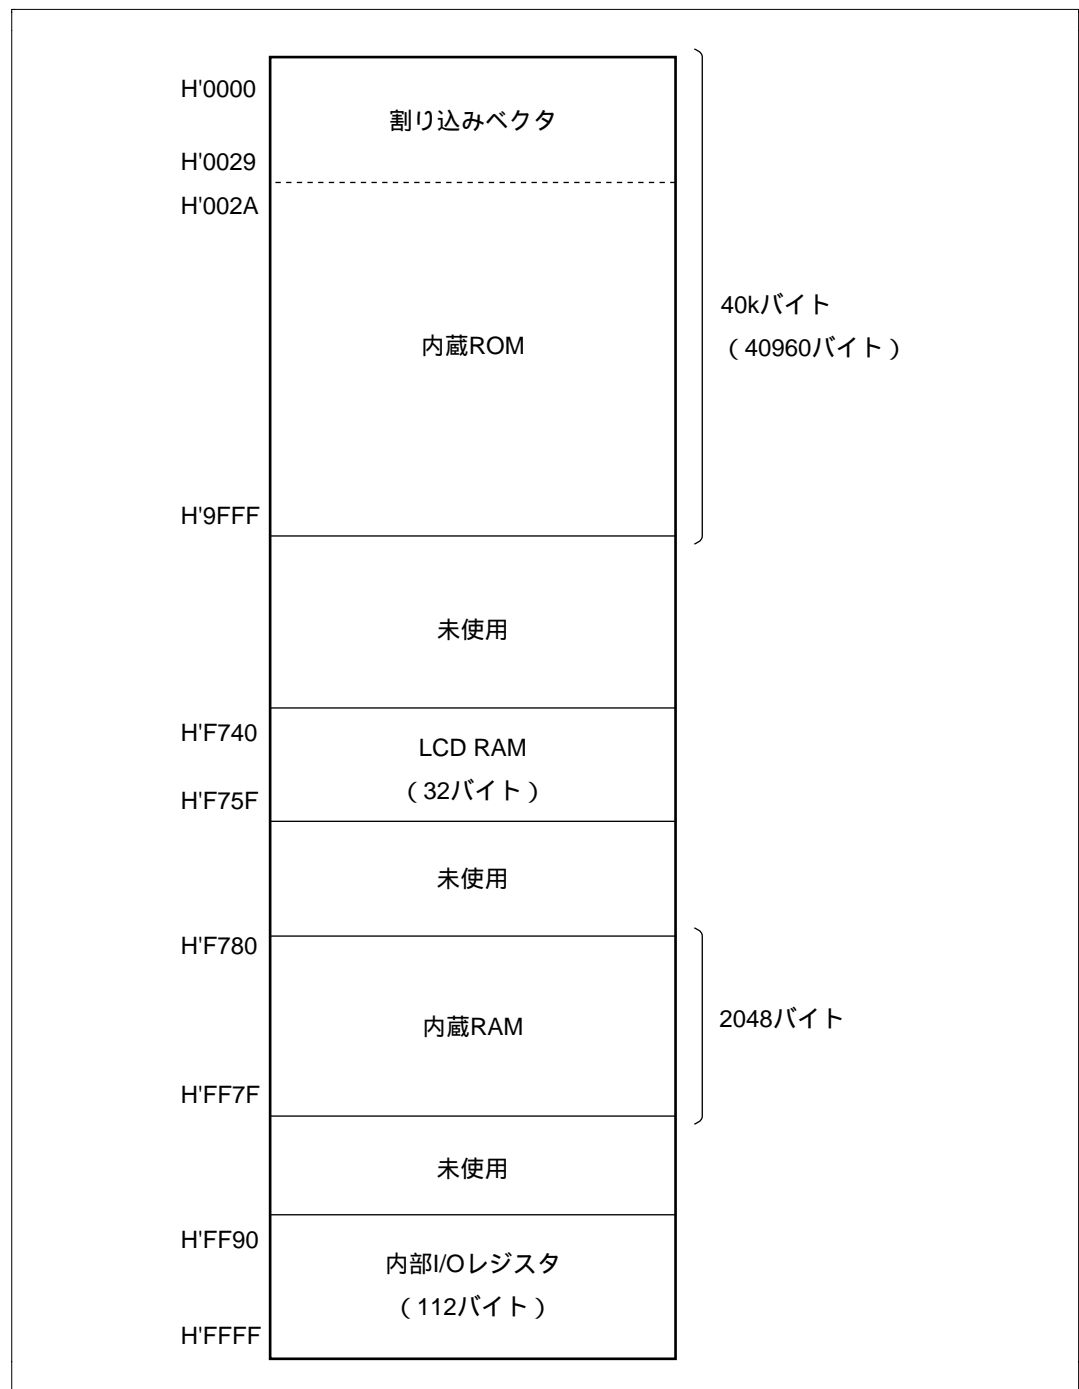 H'0000
割り込みベクタ
H'0029
H'002A
40kバイト
内蔵ROM
（40960バイト）
H'9FFF
未使用
H'F740
LCD RAM
（32バイト）
H'F75F
未使用
H'F780
内蔵RAM
2048バイト
H'FF7F
未使用
H'FF90
内部I/Oレジスタ
（112バイト）
H'FFFF